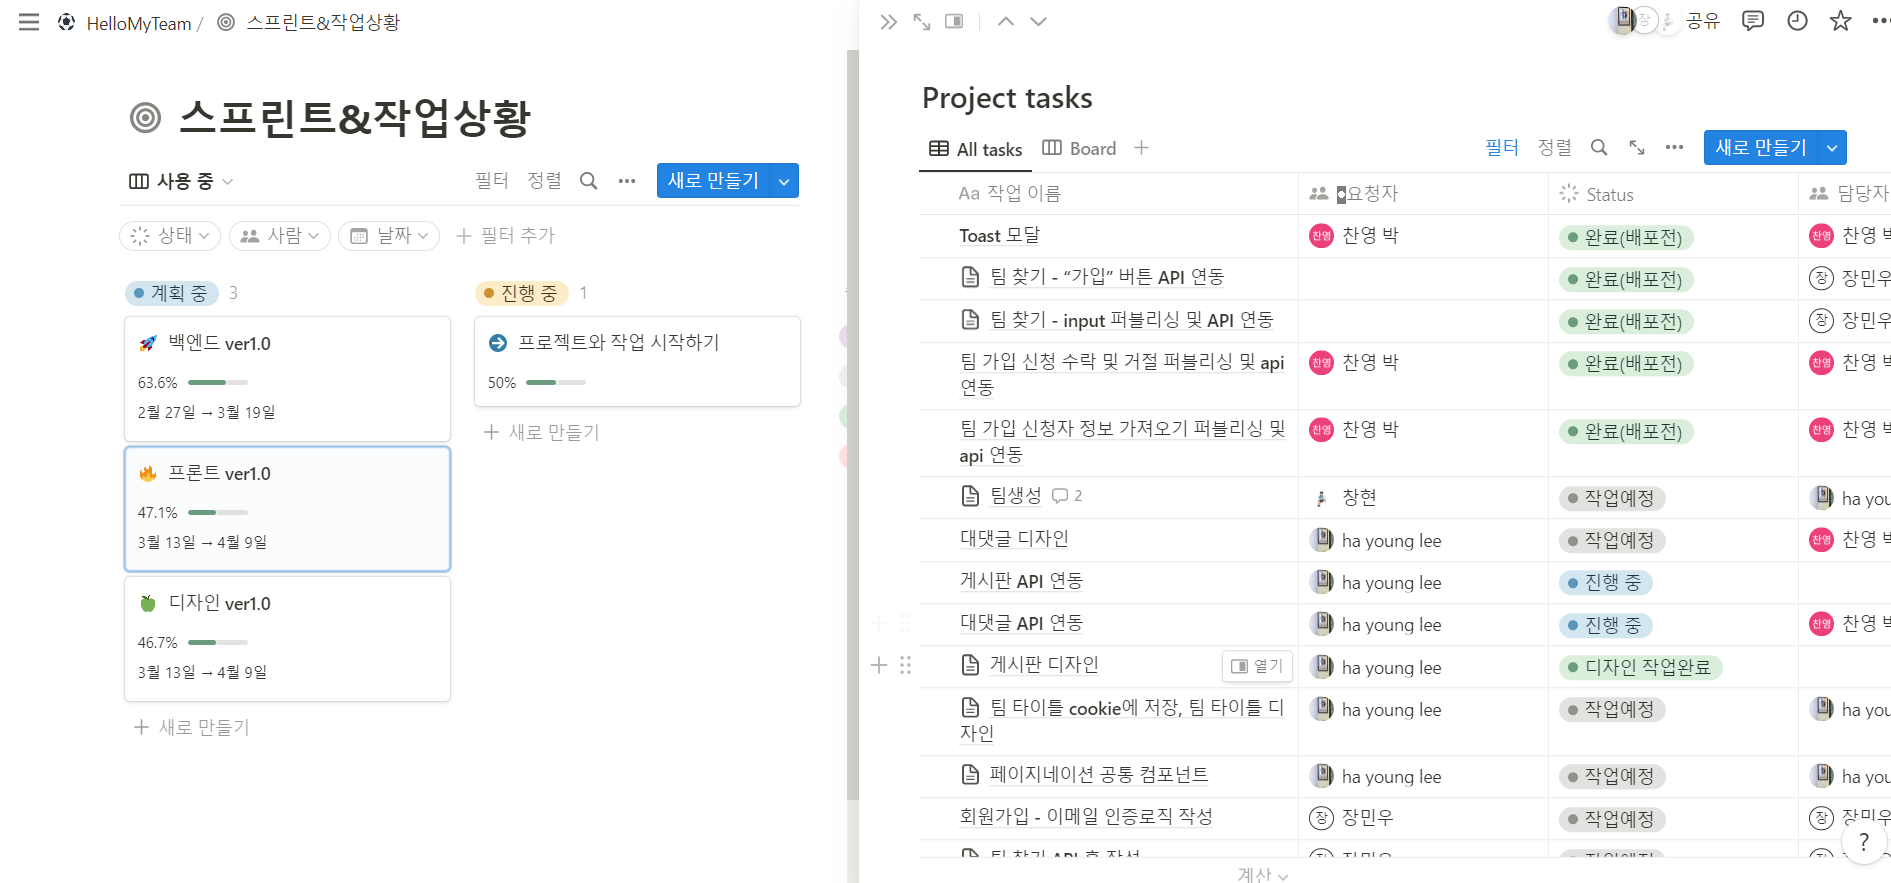 HelloMyTeam / 스프린트&작업상황
스프린트&작업상황
사용 중
필터 정렬 새로 만들기
상태 사람 날짜 필터 추가
계획 중 3
백엔드 ver1.0
63.6%
2월 27일 → 3월 19일
프론트 ver1.0
47.1%
3월 13일 → 4월 9일
디자인 ver1.0
46.7%
3월 13일 → 4월 9일
새로 만들기
진행 중 1
프로젝트와 작업 시작하기
50%
새로 만들기
장 공유
Project tasks
All tasks Board
필터 정렬 새로 만들기
Aa 작업 이름 요청자 Status 담당자
Toast 모달 찬영 찬영 박 완료(배포전) 찬영 찬영
팀 찾기 - “가입” 버튼 API 연동 완료(배포전) 장 장민우
팀 찾기 - input 퍼블리싱 및 API 연동 완료(배포전) 장 장민우
팀 가입 신청 수락 및 거절 퍼블리싱 및 api
연동 찬영 찬영 박 완료(배포전) 찬영 찬영
팀 가입 신청자 정보 가져오기 퍼블리싱 및
api 연동 찬영 찬영 박 완료(배포전) 찬영 찬영
팀생성 2 창현 작업예정 ha you
대댓글 디자인 ha young lee 작업예정 찬영 찬영
게시판 API 연동 ha young lee 진행 중
대댓글 API 연동 ha young lee 진행 중 찬영 찬영
게시판 디자인 열기 ha young lee 디자인 작업완료
팀 타이틀 cookie에 저장, 팀 타이틀 디
자인 ha young lee 작업예정 ha you
페이지네이션 공통 컴포넌트 ha young lee 작업예정 ha you
회원가입 - 이메일 인증로직 작성 장 장민우 작업예정 장 장민우
계산
?